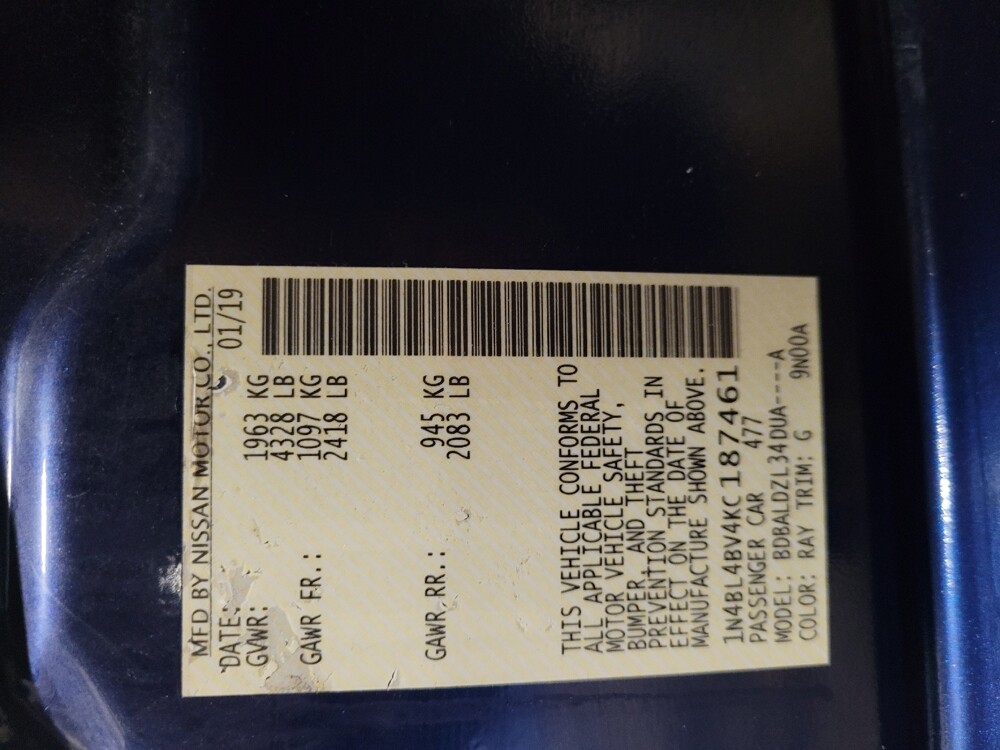 MFD BY NISSAN MOTOR CO., LTD.
DATE: 01/19
GVWR: 1963 KG
4328 LB
GAWR FR.: 1097 KG
2418 LB
GAWR RR.: 945 KG
2083 LB
THIS VEHICLE CONFORMS TO
ALL APPLICABLE FEDERAL
MOTOR VEHICLE SAFETY,
BUMPER, AND THEFT
PREVENTION STANDARDS IN
EFFECT ON THE DATE OF
MANUFACTURE SHOWN ABOVE.
1N4BL4BV4KC187461
PASSENGER CAR 477
MODEL: BDBALDZL34DUA----A
COLOR: RAY TRIM: G 9N00A